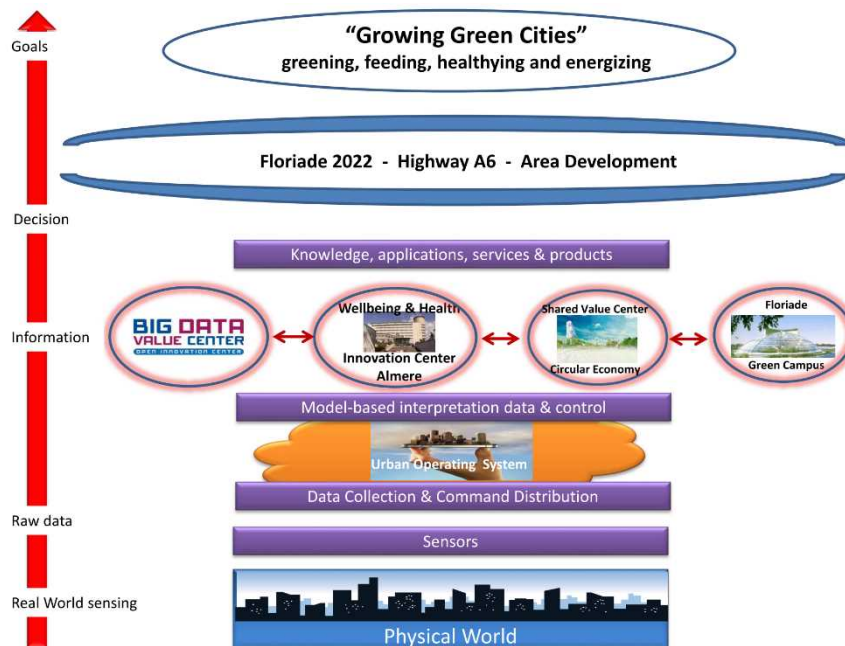 Goals
“Growing Green Cities”
greening, feeding, healthying and energizing
Floriade 2022 - Highway A6 - Area Development
Decision
Knowledge, applications, services & products
Information
BIG DATA
VALUE CENTER
OPEN INNOVATION CENTER
Wellbeing & Health
Innovation Center
Almere
Shared Value Center
Circular Economy
Floriade
Green Campus
Model-based interpretation data & control
Urban Operating System
Data Collection & Command Distribution
Raw data
Sensors
Real World sensing
Physical World